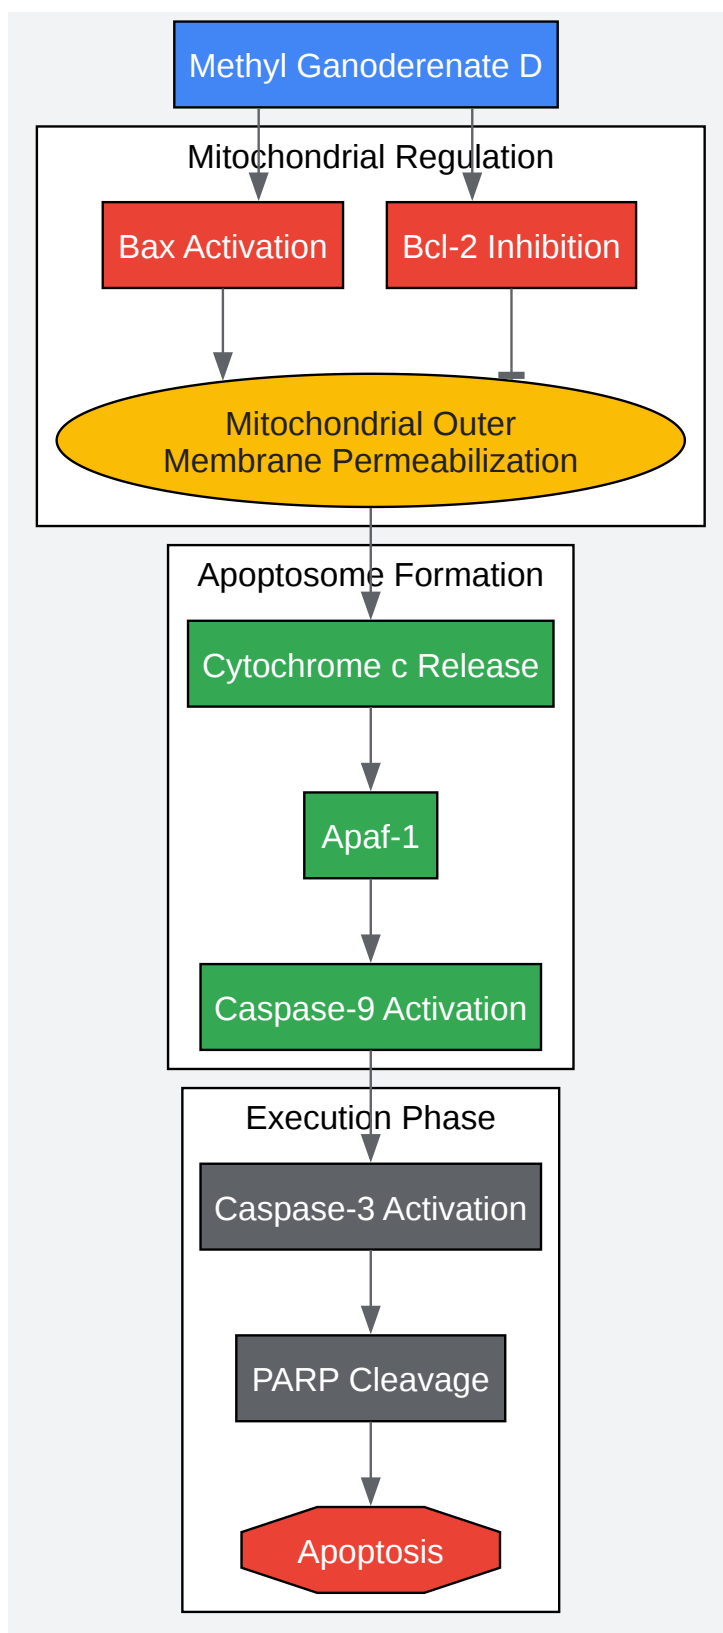 Methyl Ganoderenate D
Mitochondrial Regulation
Bax Activation
Bcl-2 Inhibition
Mitochondrial Outer
Membrane Permeabilization
Apoptosome Formation
Cytochrome c Release
Apaf-1
Caspase-9 Activation
Execution Phase
Caspase-3 Activation
PARP Cleavage
Apoptosis